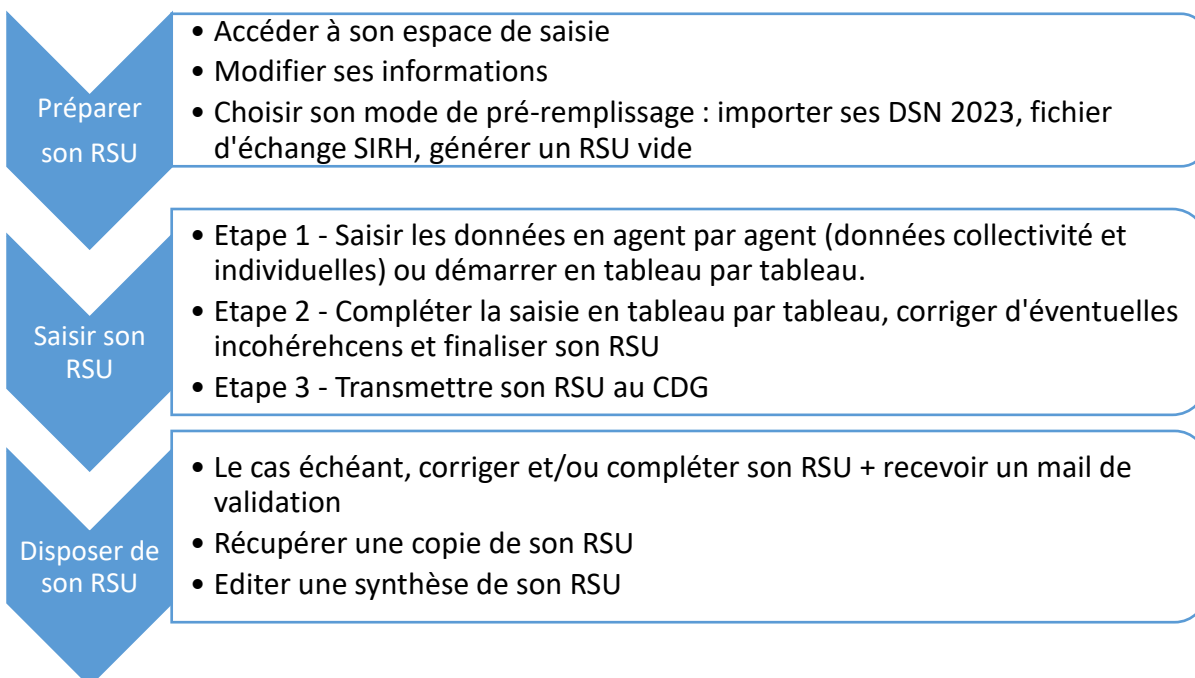 Préparer
son RSU
• Accéder à son espace de saisie
• Modifier ses informations
• Choisir son mode de pré-remplissage : importer ses DSN 2023, fichier
d'échange SIRH, générer un RSU vide
Saisir son
RSU
• Etape 1 - Saisir les données en agent par agent (données collectivité et
individuelles) ou démarrer en tableau par tableau.
• Etape 2 - Compléter la saisie en tableau par tableau, corriger d'éventuelles
incohérehcens et finaliser son RSU
• Etape 3 - Transmettre son RSU au CDG
Disposer de
son RSU
• Le cas échéant, corriger et/ou compléter son RSU + recevoir un mail de
validation
• Récupérer une copie de son RSU
• Editer une synthèse de son RSU